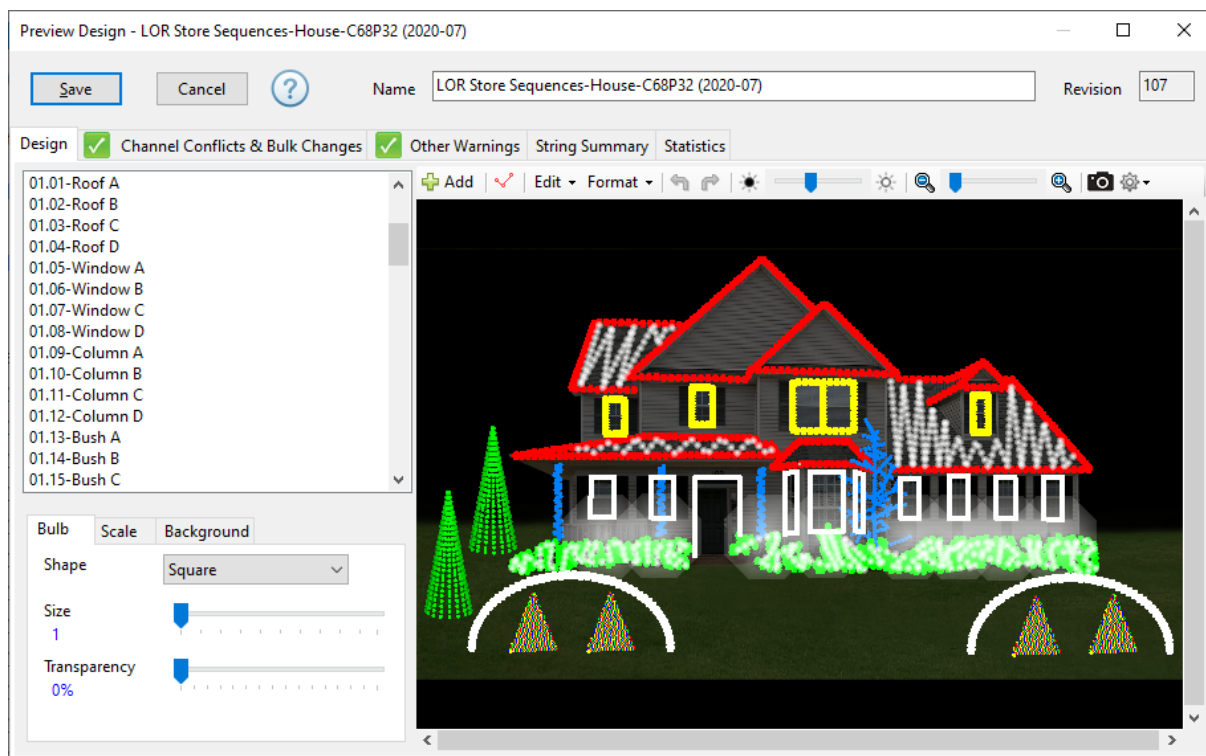 Preview Design - LOR Store Sequences-House-C68P32 (2020-07)
Save
Cancel
?
Name
LOR Store Sequences-House-C68P32 (2020-07)
Revision
107
Design
Channel Conflicts & Bulk Changes
Other Warnings
String Summary
Statistics
01.01-Roof A
01.02-Roof B
01.03-Roof C
01.04-Roof D
01.05-Window A
01.06-Window B
01.07-Window C
01.08-Window D
01.09-Column A
01.10-Column B
01.11-Column C
01.12-Column D
01.13-Bush A
01.14-Bush B
01.15-Bush C
Add
Edit
Format
Bulb
Scale
Background
Shape
Square
Size
1
Transparency
0%